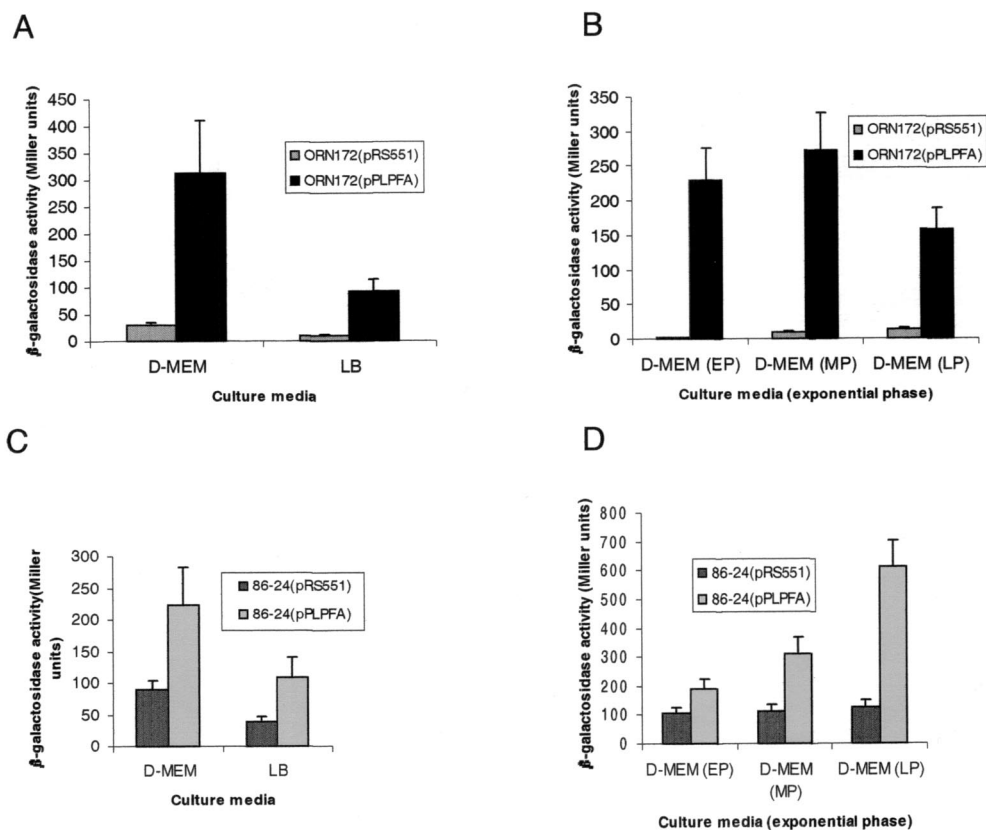 A
β-galactosidase activity (Miller units)
450
400
350
300
250
200
150
100
50
0
ORN172(pRS551)
ORN172(pPLPFA)
D-MEM
LB
Culture media
B
β-galactosidase activity (Miller units)
350
300
250
200
150
100
50
0
ORN172(pRS551)
ORN172(pPLPFA)
D-MEM (EP)
D-MEM (MP)
D-MEM (LP)
Culture media (exponential phase)
C
β-galactosidase activity(Miller
units)
300
250
200
150
100
50
0
86-24(pRS551)
86-24(pPLPFA)
D-MEM
LB
Culture media
D
β-galactosidase activity (Miller units)
800
700
600
500
400
300
200
100
0
86-24(pRS551)
86-24(pPLPFA)
D-MEM (EP)
D-MEM
(MP)
D-MEM (LP)
Culture media (exponential phase)